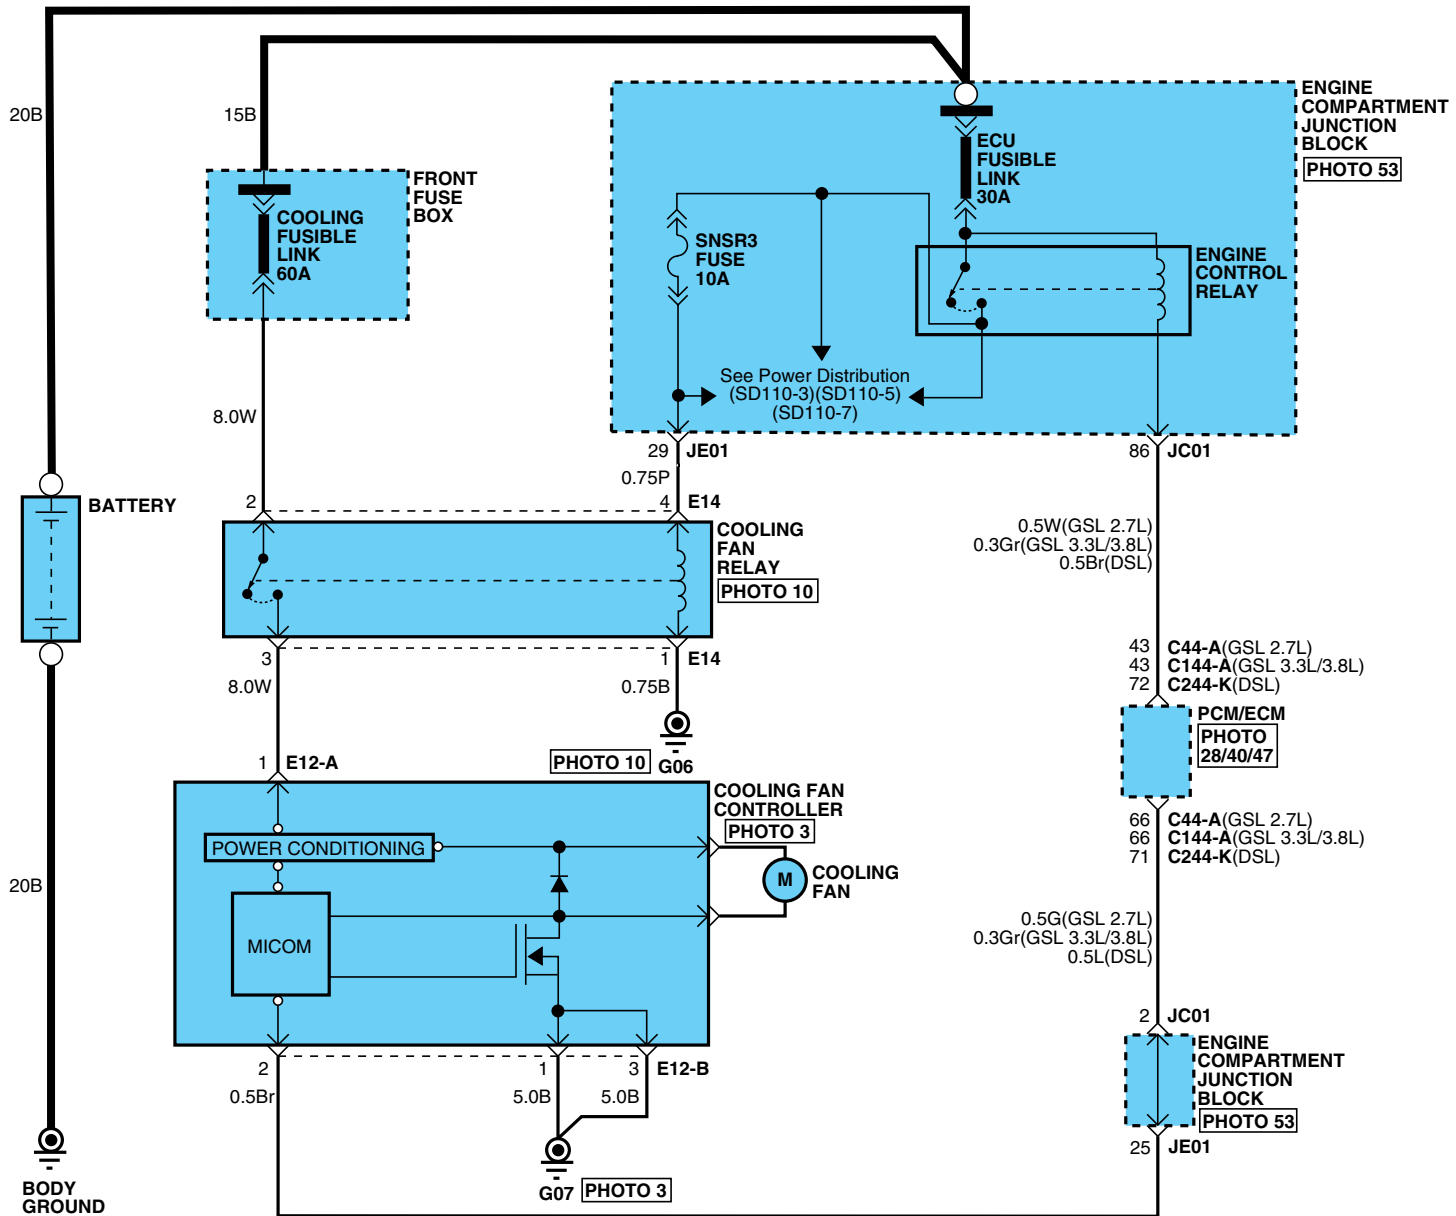 20B
15B
ENGINE
COMPARTMENT
JUNCTION
BLOCK
PHOTO 53
FRONT
FUSE
BOX
COOLING
FUSIBLE
LINK
60A
ECU
FUSIBLE
LINK
30A
SNSR3
FUSE
10A
ENGINE
CONTROL
RELAY
See Power Distribution
(SD110-3)(SD110-5)
(SD110-7)
8.0W
29 JE01
0.75P
86 JC01
BATTERY
2
4 E14
COOLING
FAN
RELAY
PHOTO 10
0.5W(GSL 2.7L)
0.3Gr(GSL 3.3L/3.8L)
0.5Br(DSL)
3
1 E14
8.0W
0.75B
43 C44-A(GSL 2.7L)
43 C144-A(GSL 3.3L/3.8L)
72 C244-K(DSL)
PCM/ECM
PHOTO
28/40/47
1 E12-A
PHOTO 10 G06
COOLING FAN
CONTROLLER
PHOTO 3
POWER CONDITIONING
M
COOLING
FAN
66 C44-A(GSL 2.7L)
66 C144-A(GSL 3.3L/3.8L)
71 C244-K(DSL)
20B
MICOM
0.5G(GSL 2.7L)
0.3Gr(GSL 3.3L/3.8L)
0.5L(DSL)
2 JC01
ENGINE
COMPARTMENT
JUNCTION
BLOCK
PHOTO 53
2
1
3 E12-B
0.5Br
5.0B
5.0B
25 JE01
BODY
GROUND
G07 PHOTO 3